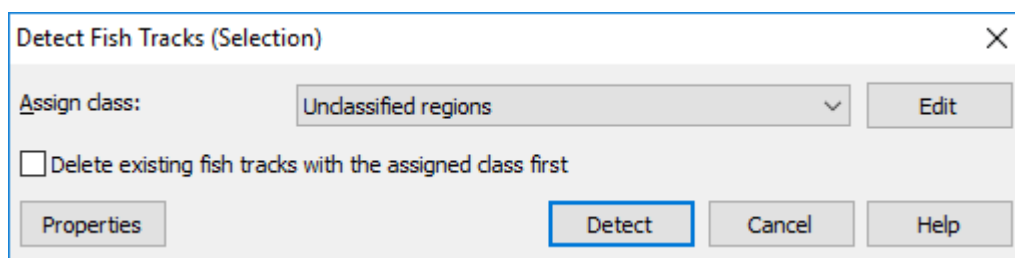 Detect Fish Tracks (Selection)
Assign class: Unclassified regions Edit
Delete existing fish tracks with the assigned class first
Properties Detect Cancel Help